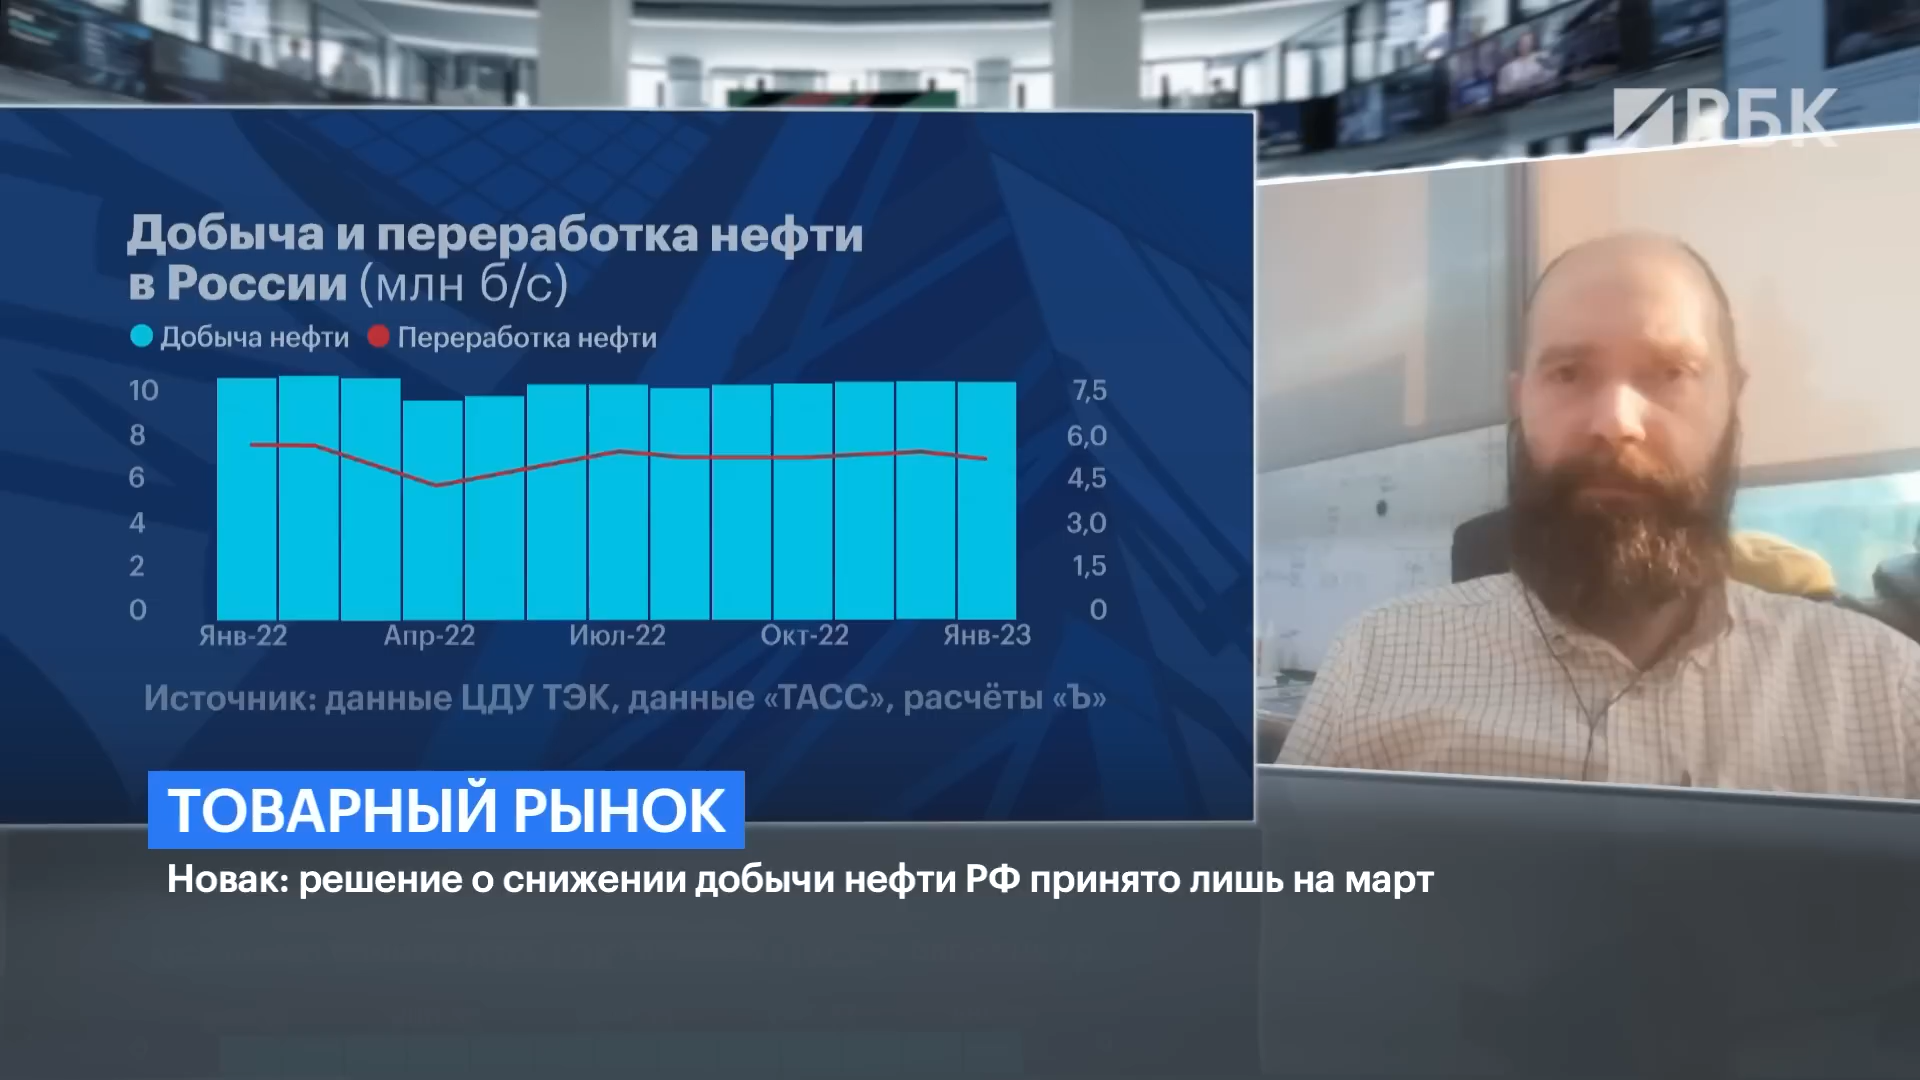 РБК
Добыча и переработка нефти
в России (млн б/с)
Добыча нефти Переработка нефти
10 7,5
8 6,0
6 4,5
4 3,0
2 1,5
0 0
Янв-22 Апр-22 Июл-22 Окт-22 Янв-23
Источник: данные ЦДУ ТЭК, данные «ТАСС», расчёты «Ъ»
ТОВАРНЫЙ РЫНОК
Новак: решение о снижении добычи нефти РФ принято лишь на март